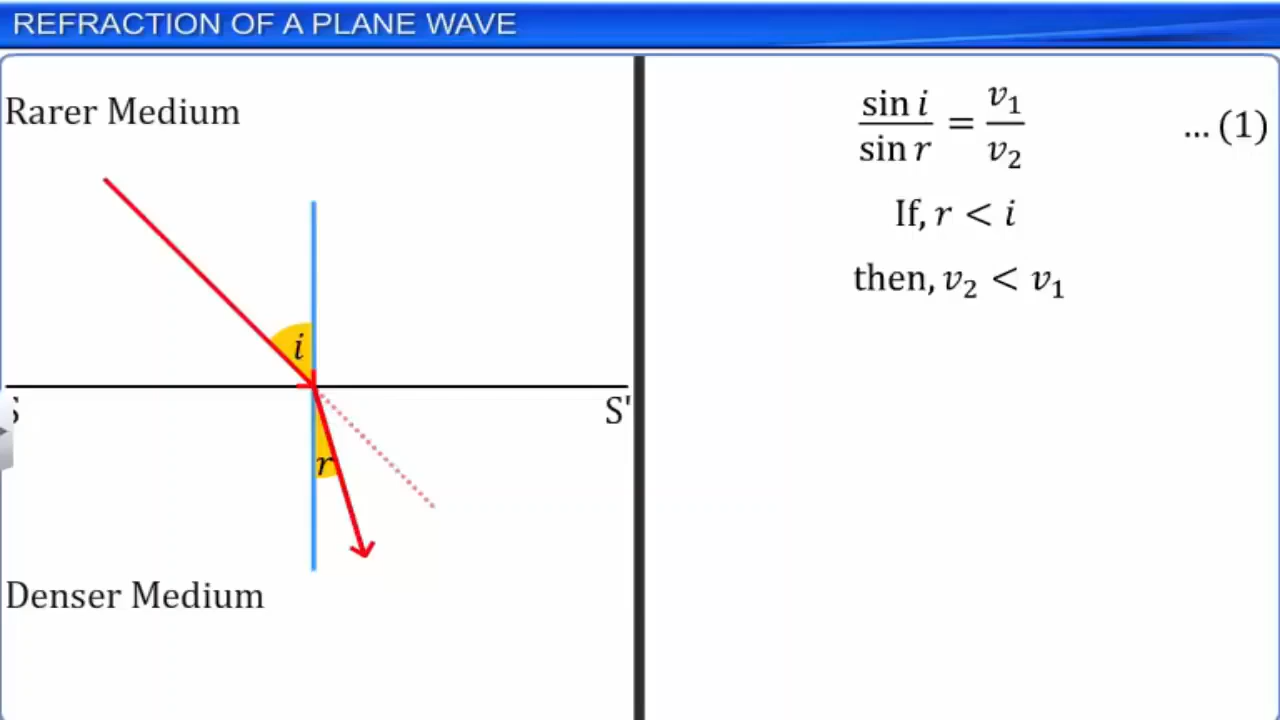 REFRACTION OF A PLANE WAVE
Rarer Medium
i
S S'
r
Denser Medium
sin i / sin r = v₁ / v₂ ... (1)
If, r < i
then, v₂ < v₁